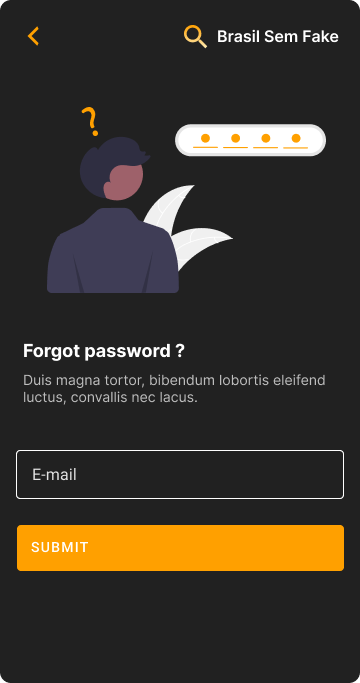 Brasil Sem Fake
?
Forgot password ?
Duis magna tortor, bibendum lobortis eleifend
luctus, convallis nec lacus.
E-mail
SUBMIT